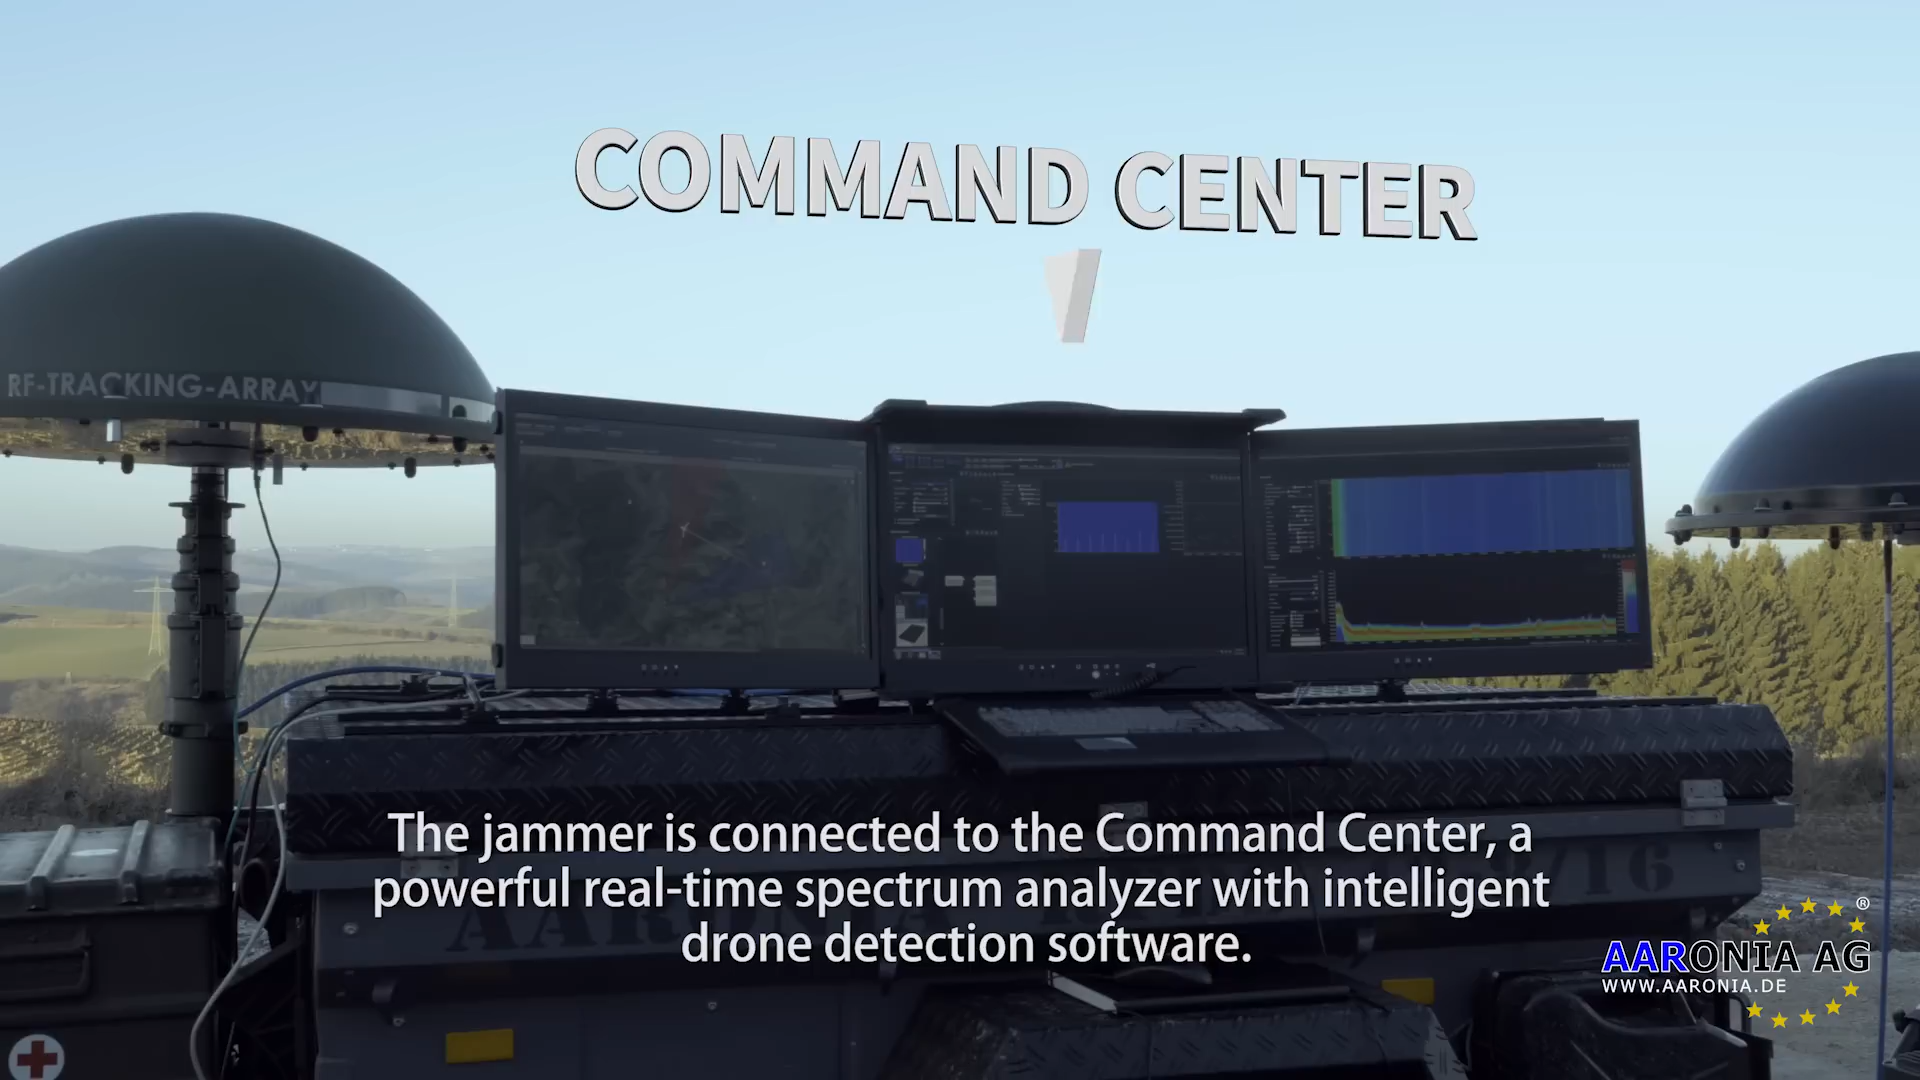 COMMAND CENTER
RF-TRACKING-ARRAY
The jammer is connected to the Command Center, a
powerful real-time spectrum analyzer with intelligent
drone detection software.
®
AARONIA AG
WWW.AARONIA.DE